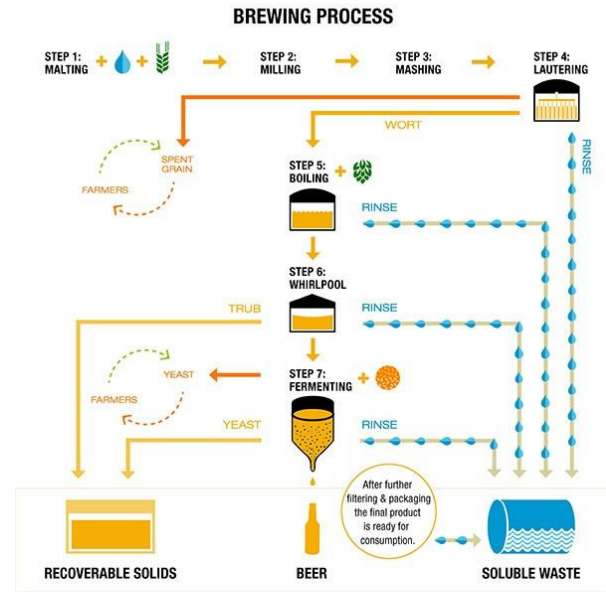 BREWING PROCESS
STEP 1:
MALTING
STEP 2:
MILLING
STEP 3:
MASHING
STEP 4:
LAUTERING
WORT
RINSE
SPENT
GRAIN
FARMERS
STEP 5:
BOILING
RINSE
STEP 6:
WHIRLPOOL
TRUB
RINSE
STEP 7:
FERMENTING
YEAST
FARMERS
YEAST
RINSE
After further
filtering & packaging
the final product
is ready for
consumption.
RECOVERABLE SOLIDS
BEER
SOLUBLE WASTE